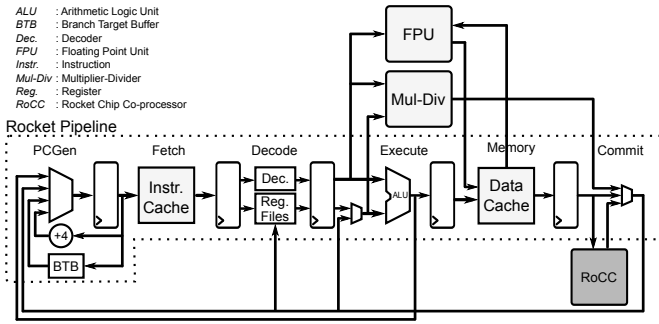 ALU : Arithmetic Logic Unit
BTB : Branch Target Buffer
Dec. : Decoder
FPU : Floating Point Unit
Instr. : Instruction
Mul-Div : Multiplier-Divider
Reg. : Register
RoCC : Rocket Chip Co-processor
FPU
Mul-Div
Rocket Pipeline
PCGen
Fetch
Decode
Execute
Memory
Commit
Instr.
Cache
Dec.
Reg.
Files
ALU
Data
Cache
+4
BTB
RoCC